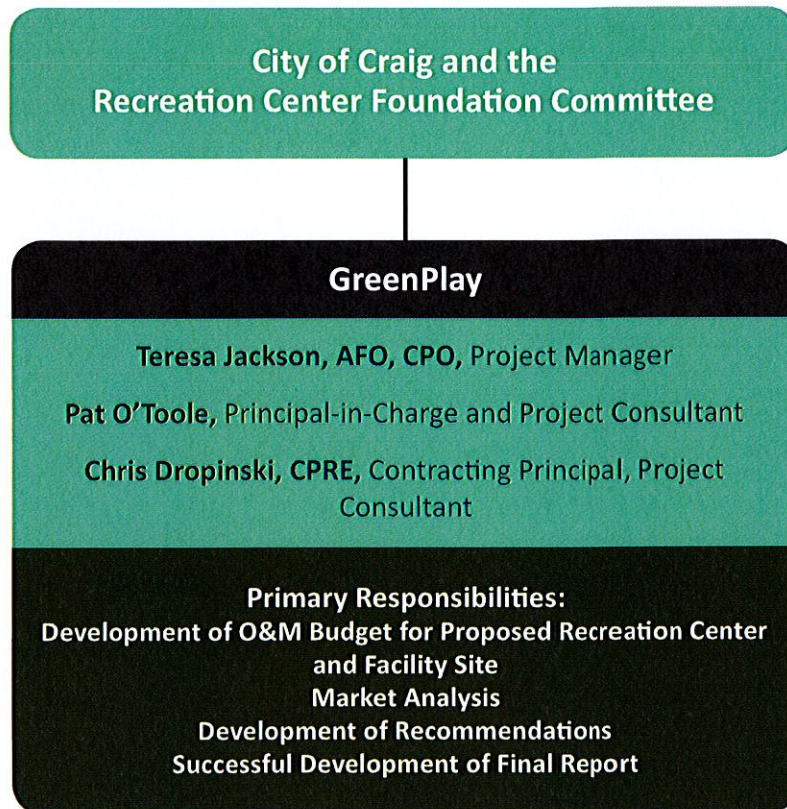 City of Craig and the
Recreation Center Foundation Committee
GreenPlay
Teresa Jackson, AFO, CPO, Project Manager
Pat O'Toole, Principal-in-Charge and Project Consultant
Chris Dropinski, CPRE, Contracting Principal, Project
Consultant
Primary Responsibilities:
Development of O&M Budget for Proposed Recreation Center
and Facility Site
Market Analysis
Development of Recommendations
Successful Development of Final Report